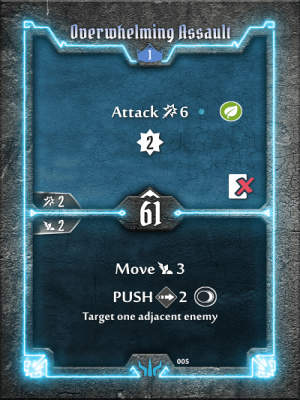 Overwhelming Assault
1
Attack 6
2
2
61
2
Move 3
PUSH 2
Target one adjacent enemy
005